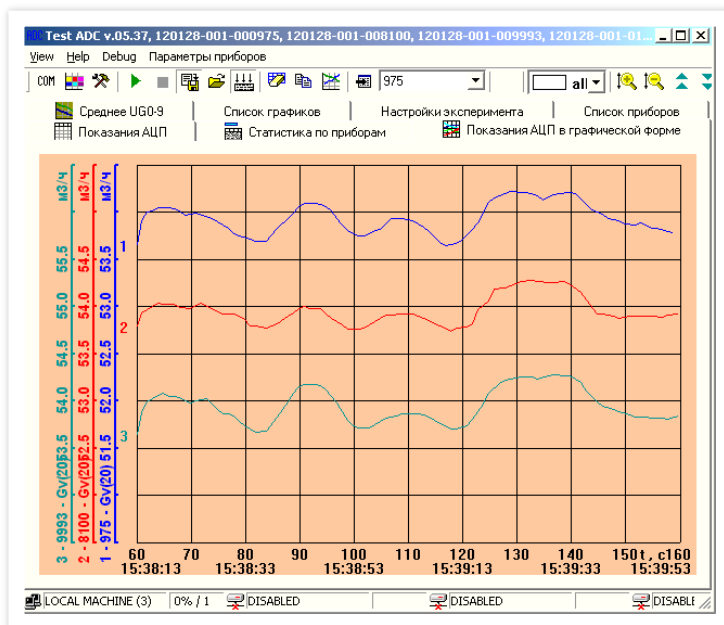 Test ADC v.05.37, 120128-001-000975, 120128-001-008100, 120128-001-009993, 120128-001-01...
View Help Debug Параметры приборов
COM 975 all
Среднее UG0-9 Список графиков Настройки эксперимента Список приборов
Показания АЦП Статистика по приборам Показания АЦП в графической форме
3 - 9993 - Gv(20) 53.5 54.0 54.5 55.0 55.5 м3/ч
2 - 8100 - Gv(20) 52.5 53.0 53.5 54.0 54.5 м3/ч
1 - 975 - Gv(20) 51.5 52.0 52.5 53.0 53.5 м3/ч
1
2
3
60 70 80 90 100 110 120 130 140 150 t, c 160
15:38:13 15:38:33 15:38:53 15:39:13 15:39:33 15:39:53
LOCAL MACHINE (3) 0% / 1 DISABLED DISABLED DISABLE